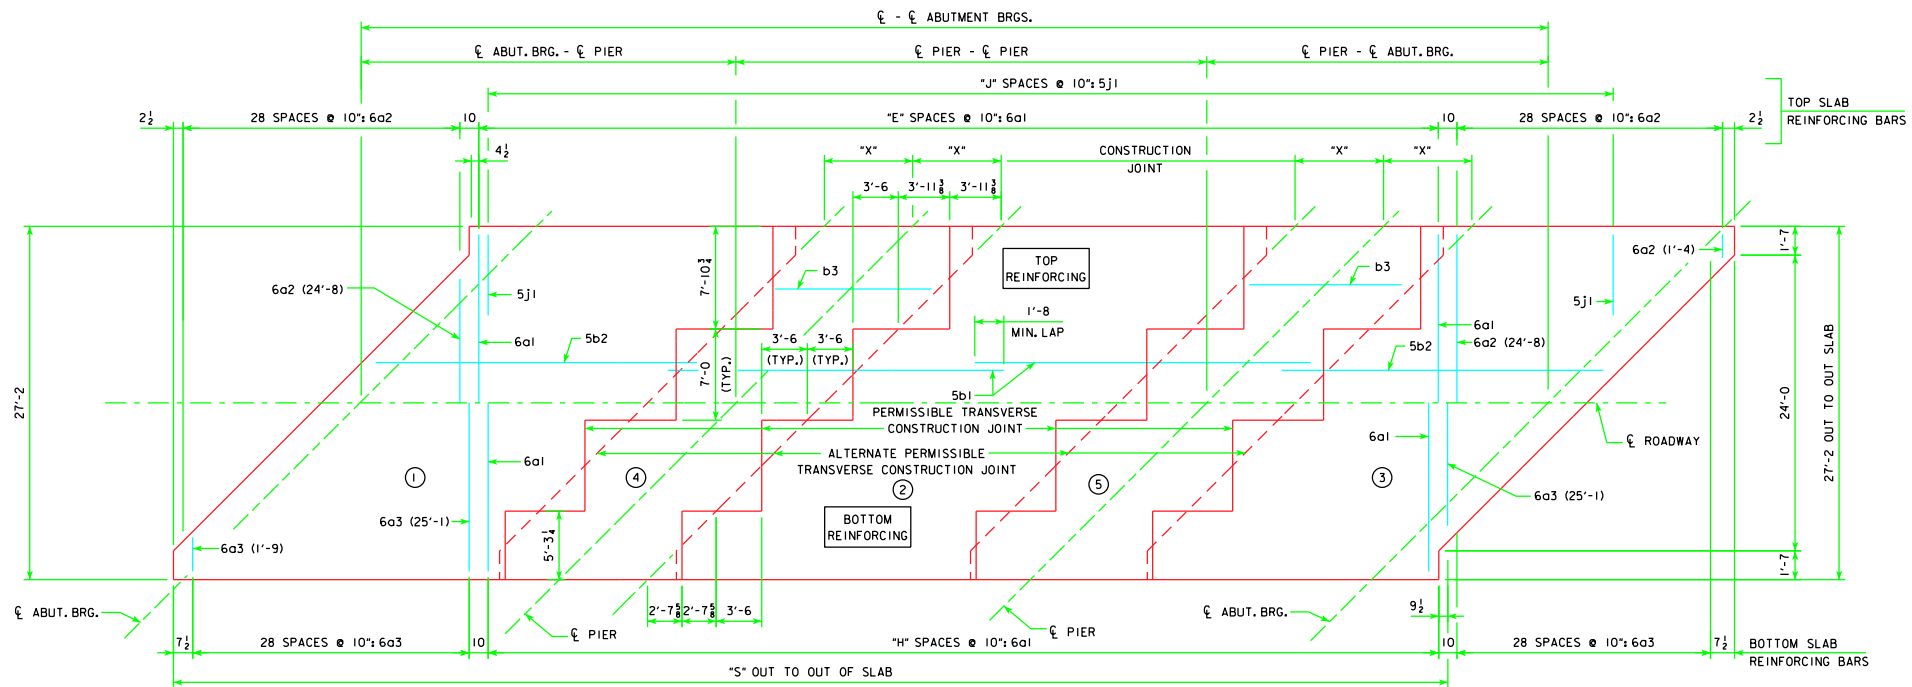 ℄ - ℄ ABUTMENT BRGS.
℄ ABUT. BRG. - ℄ PIER
℄ PIER - ℄ PIER
℄ PIER - ℄ ABUT. BRG.
"J" SPACES @ 10": 5j1
TOP SLAB
REINFORCING BARS
2½
28 SPACES @ 10": 6a2
10
"E" SPACES @ 10": 6a1
10
28 SPACES @ 10": 6a2
2½
4½
"X"
"X"
CONSTRUCTION
JOINT
"X"
"X"
3'-6
3'-11⅜
3'-11⅜
TOP
REINFORCING
6a2 (1'-4)
1'-7
7'-10¾
b3
b3
6a2 (24'-8)
5j1
5j1
1'-8
MIN. LAP
6a1
5b2
3'-6
(TYP.)
3'-6
(TYP.)
6a1
5b2
6a2 (24'-8)
7'-0
(TYP.)
5b1
27'-2
24'-0
27'-2 OUT TO OUT SLAB
PERMISSIBLE TRANSVERSE
CONSTRUCTION JOINT
6a1
℄ ROADWAY
ALTERNATE PERMISSIBLE
TRANSVERSE CONSTRUCTION JOINT
6a1
1
4
2
5
3
6a3 (25'-1)
6a3 (25'-1)
BOTTOM
REINFORCING
6a3 (1'-9)
5'-3¼
1'-7
℄ ABUT. BRG.
℄ PIER
2'-7⅝
2'-7⅝
3'-6
℄ PIER
℄ ABUT. BRG.
9½
7½
28 SPACES @ 10": 6a3
10
"H" SPACES @ 10": 6a1
10
28 SPACES @ 10": 6a3
7½
BOTTOM SLAB
REINFORCING BARS
"S" OUT TO OUT OF SLAB